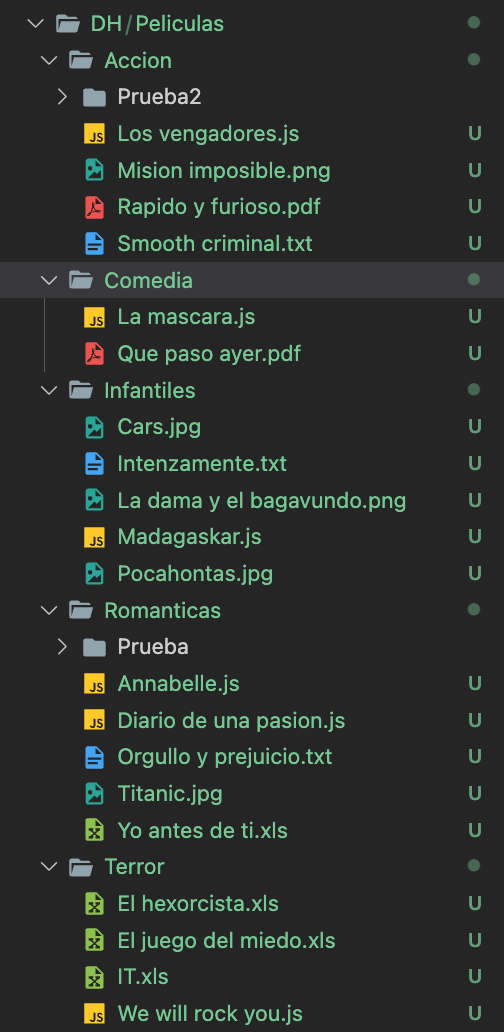 DH/Peliculas
Accion
Prueba2
JS Los vengadores.js U
Mision imposible.png U
Rapido y furioso.pdf U
Smooth criminal.txt U
Comedia
JS La mascara.js U
Que paso ayer.pdf U
Infantiles
Cars.jpg U
Intenzamente.txt U
La dama y el bagavundo.png U
JS Madagaskar.js U
Pocahontas.jpg U
Romanticas
Prueba
JS Annabelle.js U
JS Diario de una pasion.js U
Orgullo y prejuicio.txt U
Titanic.jpg U
Yo antes de ti.xls U
Terror
El hexorcista.xls U
El juego del miedo.xls U
IT.xls U
JS We will rock you.js U